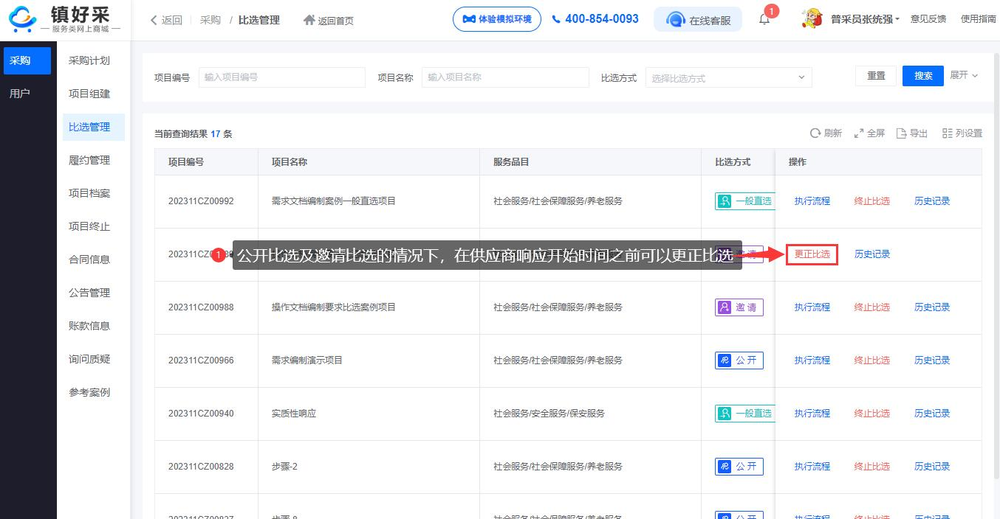 镇好采
服务类网上商城
返回 采购 / 比选管理 返回首页
体验模拟环境 400-854-0093 在线客服 1 普采员张统强 意见反馈 使用指南
采购
用户
采购计划
项目组建
比选管理
履约管理
项目档案
项目终止
合同信息
公告管理
账款信息
询问质疑
参考案例
项目编号 输入项目编号 项目名称 输入项目名称 比选方式 选择比选方式 重置 搜索 展开
当前查询结果 17 条 刷新 全屏 导出 列设置
项目编号 项目名称 服务品目 比选方式 操作
202311CZ00992 需求文档编制案例一般直选项目 社会服务/社会保障服务/养老服务 一般直选 执行流程 终止比选 历史记录
1 公开比选及邀请比选的情况下，在供应商响应开始时间之前可以更正比选 更正比选 历史记录
202311CZ00988 操作文档编制要求比选案例项目 社会服务/社会保障服务/养老服务 邀请 执行流程 终止比选 历史记录
202311CZ00966 需求编制演示项目 社会服务/社会保障服务/养老服务 公开 执行流程 终止比选 历史记录
202311CZ00940 实质性响应 社会服务/安全服务/保安服务 一般直选 执行流程 终止比选 历史记录
202311CZ00828 步骤-2 社会服务/社会保障服务/养老服务 公开 执行流程 终止比选 历史记录
社会服务/社会保障服务/养老服务 公开 执行流程 终止比选 历史记录